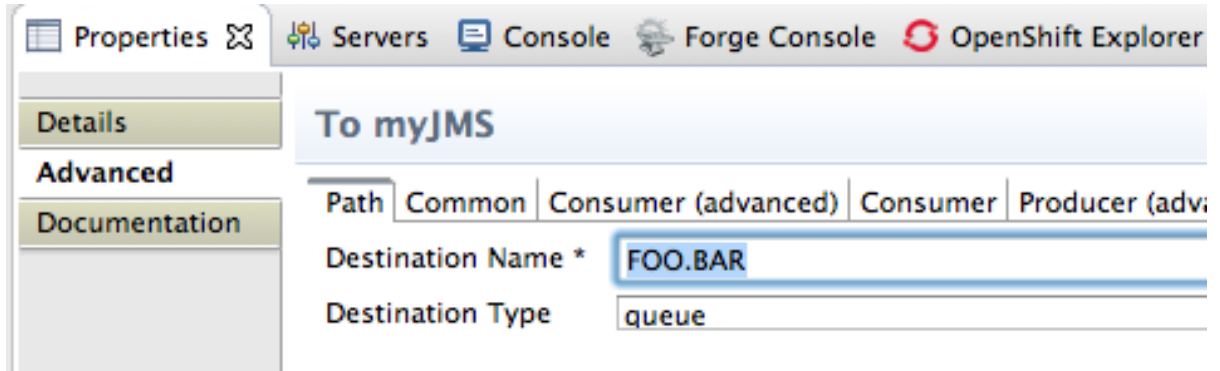 Properties Servers Console Forge Console OpenShift Explorer
Details
To myJMS
Advanced
Path Common Consumer (advanced) Consumer Producer
Documentation
Destination Name * FOO.BAR
Destination Type queue